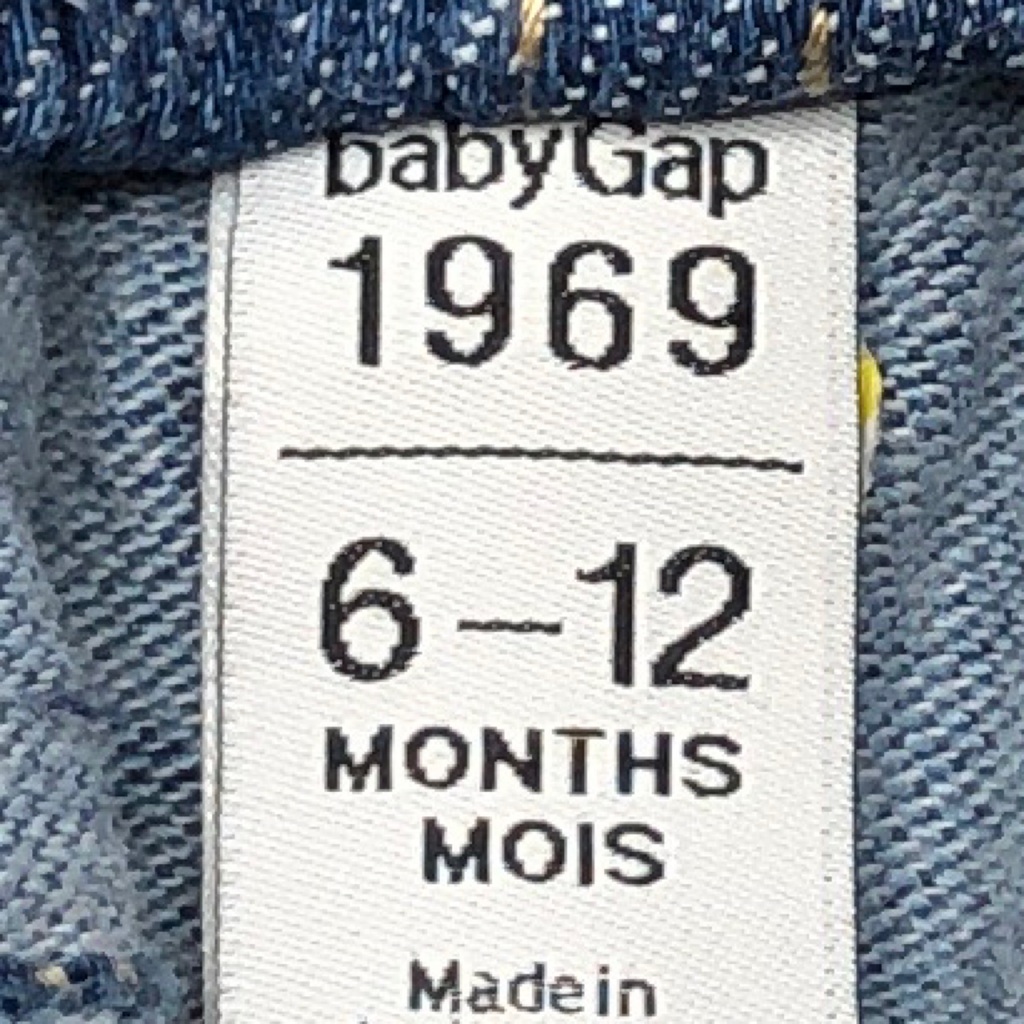 babyGap
1969
6-12
MONTHS
MOIS
Made in